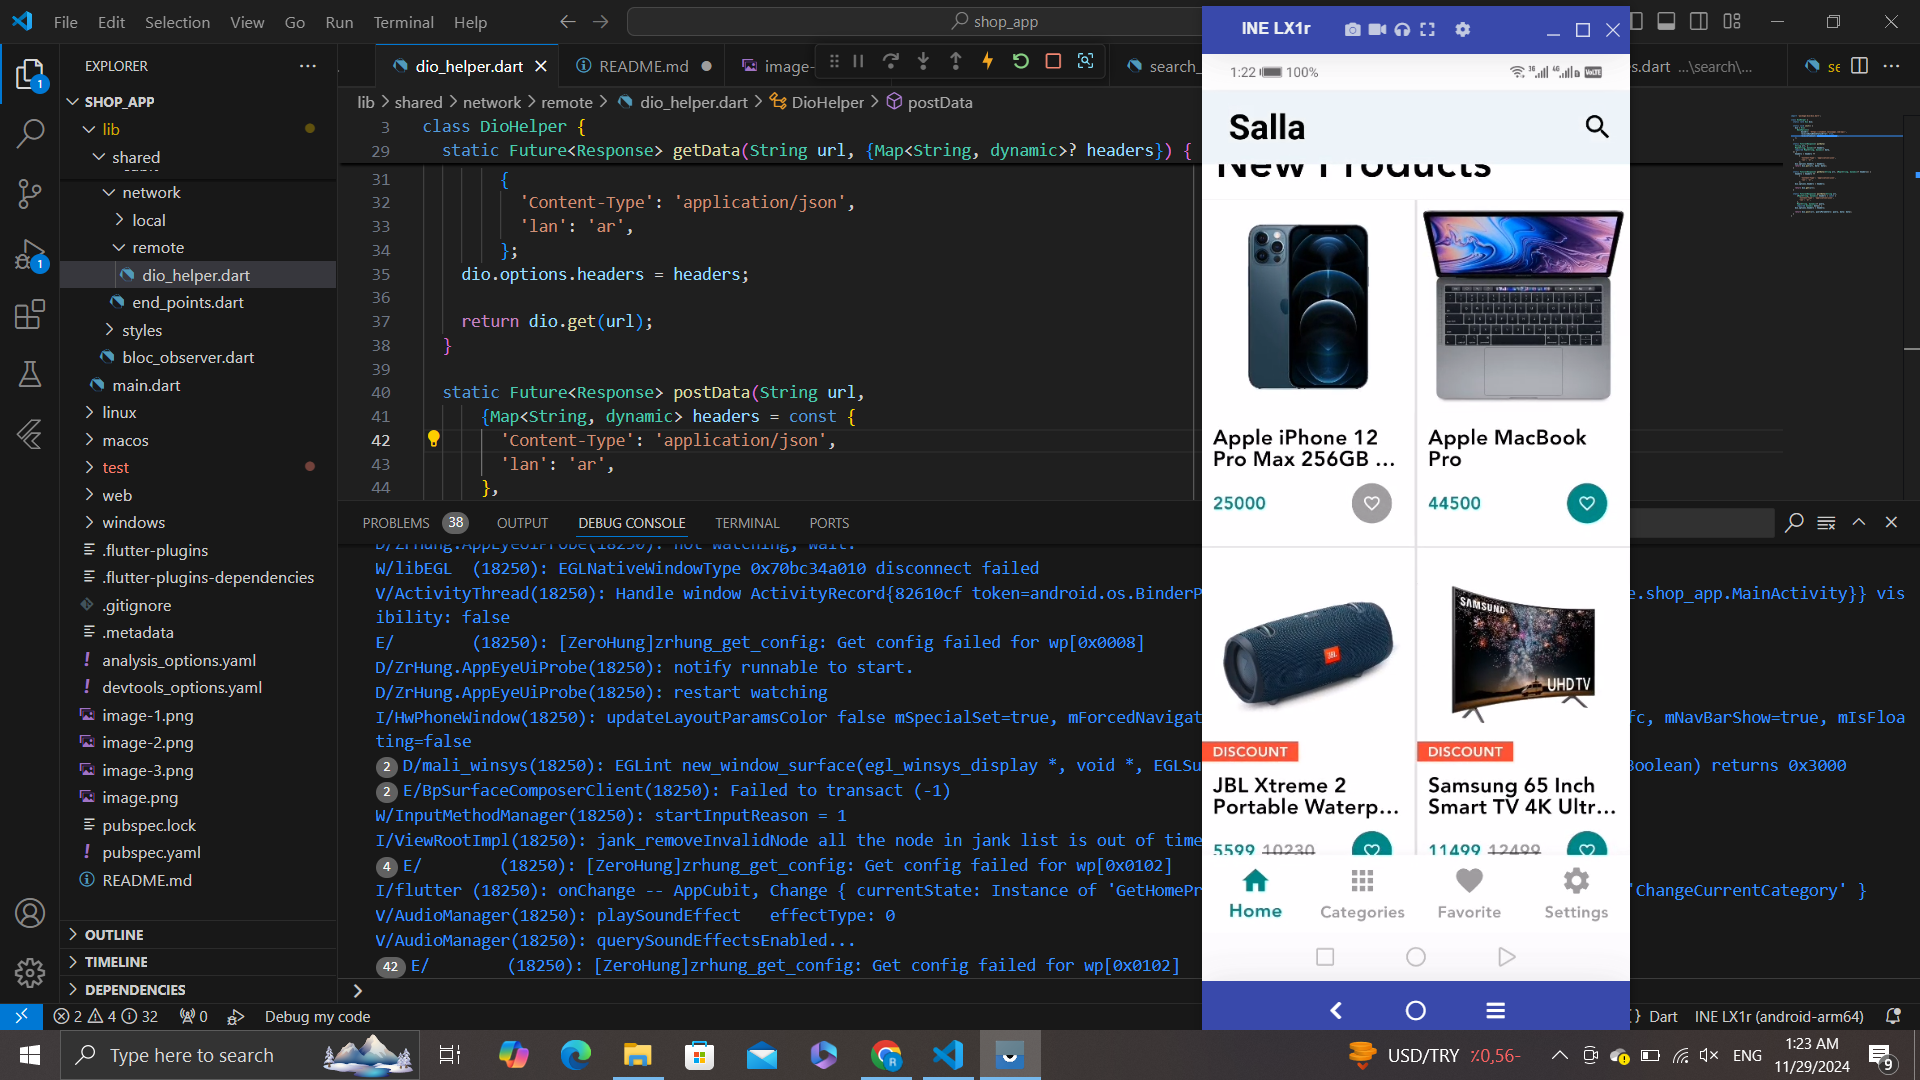 File Edit Selection View Go Run Terminal Help
shop_app
EXPLORER
SHOP_APP
lib
shared
network
local
remote
dio_helper.dart
end_points.dart
styles
bloc_observer.dart
main.dart
linux
macos
test
web
windows
.flutter-plugins
.flutter-plugins-dependencies
.gitignore
.metadata
analysis_options.yaml
devtools_options.yaml
image-1.png
image-2.png
image-3.png
image.png
pubspec.lock
pubspec.yaml
README.md
OUTLINE
TIMELINE
DEPENDENCIES
dio_helper.dart README.md image- search_ s.dart ...\search\...
lib > shared > network > remote > dio_helper.dart > DioHelper > postData
3 class DioHelper {
29 static Future<Response> getData(String url, {Map<String, dynamic>? headers}) {
31 {
32 'Content-Type': 'application/json',
33 'lan': 'ar',
34 };
35 dio.options.headers = headers;
36
37 return dio.get(url);
38 }
39
40 static Future<Response> postData(String url,
41 {Map<String, dynamic> headers = const {
42 'Content-Type': 'application/json',
43 'lan': 'ar',
44 },
PROBLEMS 38 OUTPUT DEBUG CONSOLE TERMINAL PORTS
D/ZrHung.AppEyeUiProbe(18250): not watching, wait.
W/libEGL (18250): EGLNativeWindowType 0x70bc34a010 disconnect failed
V/ActivityThread(18250): Handle window ActivityRecord{82610cf token=android.os.BinderP e.shop_app.MainActivity}} vis
ibility: false
E/ (18250): [ZeroHung]zrhung_get_config: Get config failed for wp[0x0008]
D/ZrHung.AppEyeUiProbe(18250): notify runnable to start.
D/ZrHung.AppEyeUiProbe(18250): restart watching
I/HwPhoneWindow(18250): updateLayoutParamsColor false mSpecialSet=true, mForcedNavigat fc, mNavBarShow=true, mIsFloa
ting=false
2 D/mali_winsys(18250): EGLint new_window_surface(egl_winsys_display *, void *, EGLSu Boolean) returns 0x3000
2 E/BpSurfaceComposerClient(18250): Failed to transact (-1)
W/InputMethodManager(18250): startInputReason = 1
I/ViewRootImpl(18250): jank_removeInvalidNode all the node in jank list is out of time
4 E/ (18250): [ZeroHung]zrhung_get_config: Get config failed for wp[0x0102]
I/flutter (18250): onChange -- AppCubit, Change { currentState: Instance of 'GetHomePr 'ChangeCurrentCategory' }
V/AudioManager(18250): playSoundEffect effectType: 0
V/AudioManager(18250): querySoundEffectsEnabled...
42 E/ (18250): [ZeroHung]zrhung_get_config: Get config failed for wp[0x0102]
INE LX1r
1:22 100%
Salla
New Products
Apple iPhone 12
Pro Max 256GB ...
25000
Apple MacBook
Pro
44500
JBL
SAMSUNG
UHD TV
DISCOUNT
JBL Xtreme 2
Portable Waterp...
5599 10230
DISCOUNT
Samsung 65 Inch
Smart TV 4K Ultr...
11499 12499
Home Categories Favorite Settings
2 4 32 0 Debug my code Dart INE LX1r (android-arm64)
Type here to search
USD/TRY ٪0,56-
ENG
1:23 AM
11/29/2024
9